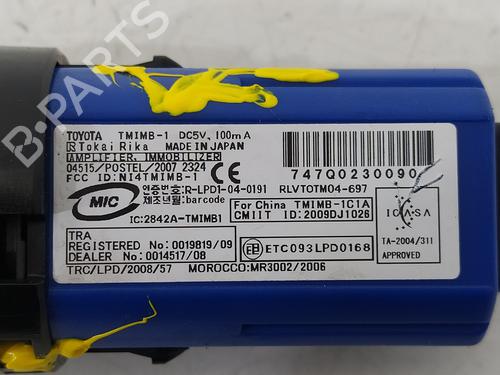 TOYOTA TMIMB-1 DC5V, 100mA
Tokai Rika MADE IN JAPAN
AMPLIFIER, IMMOBILIZER
04515/POSTEL/2007 2324
FCC ID:NI4TMIMB-1
747Q0230090
MIC
인증번호:R-LPD1-04-0191 RLVTOTM04-697
제조년월:barcode
IC:2842A-TMIMB1
For China TMIMB-1C1A
CMIIT ID:2009DJ1028
ICASA
TA-2004/311
APPROVED
TRA
REGISTERED No: 0019819/09
DEALER No: 0014517/08
ETC093LPD0168
TRC/LPD/2008/57 MOROCCO:MR3002/2006
B-PARTS